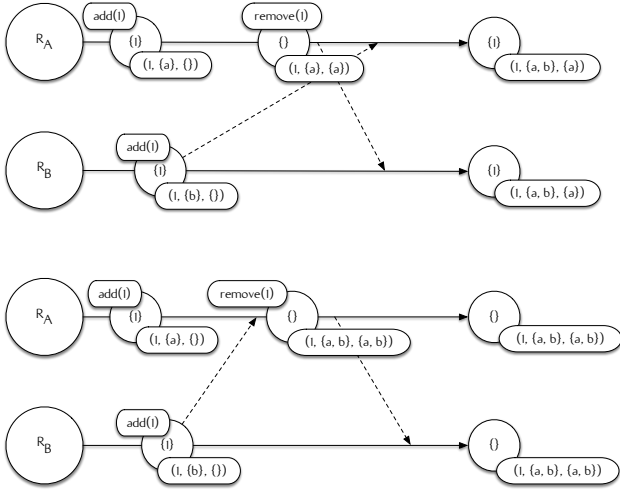 add(1) remove(1)
R_A {1} {} {1}
(1, {a}, {}) (1, {a}, {a}) (1, {a, b}, {a})
add(1)
R_B {1} {1}
(1, {b}, {}) (1, {a, b}, {a})
add(1) remove(1)
R_A {1} {} {}
(1, {a}, {}) (1, {a, b}, {a, b}) (1, {a, b}, {a, b})
add(1)
R_B {1} {}
(1, {b}, {}) (1, {a, b}, {a, b})